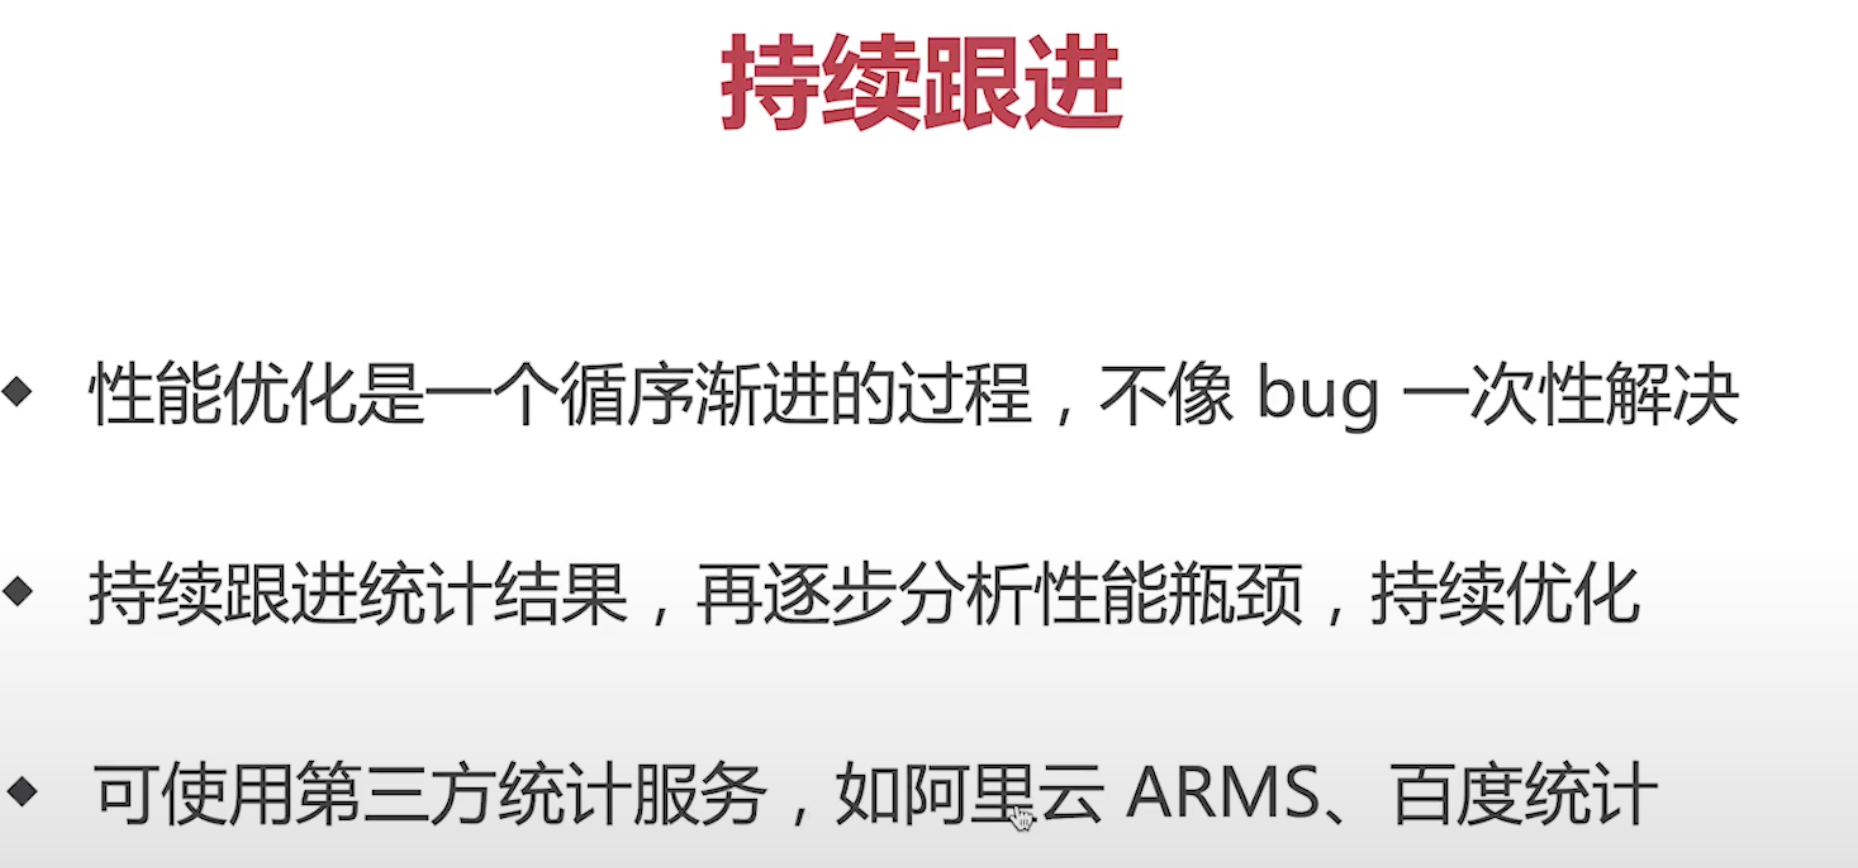 持续跟进
性能优化是一个循序渐进的过程，不像 bug 一次性解决
持续跟进统计结果，再逐步分析性能瓶颈，持续优化
可使用第三方统计服务，如阿里云 ARMS、百度统计